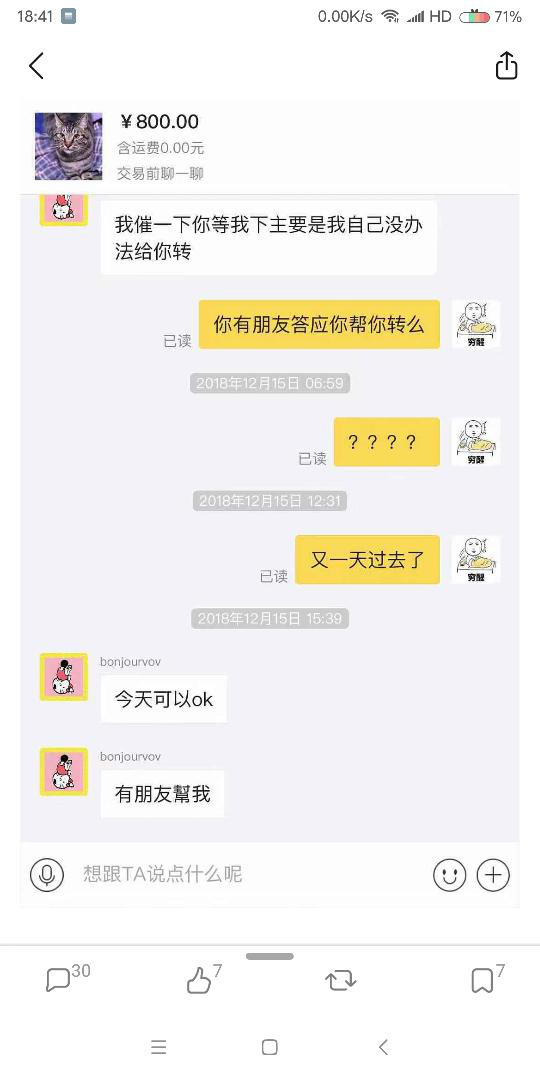 18:41
0.00K/s
HD
71%
￥800.00
含运费0.00元
交易前聊一聊
我催一下你等我下主要是我自己没办
法给你转
你有朋友答应你帮你转么
已读
穷醒
2018年12月15日 06:59
？？？？
已读
穷醒
2018年12月15日 12:31
又一天过去了
已读
穷醒
2018年12月15日 15:39
bonjourvov
今天可以ok
bonjourvov
有朋友幫我
想跟TA说点什么呢
30
7
7